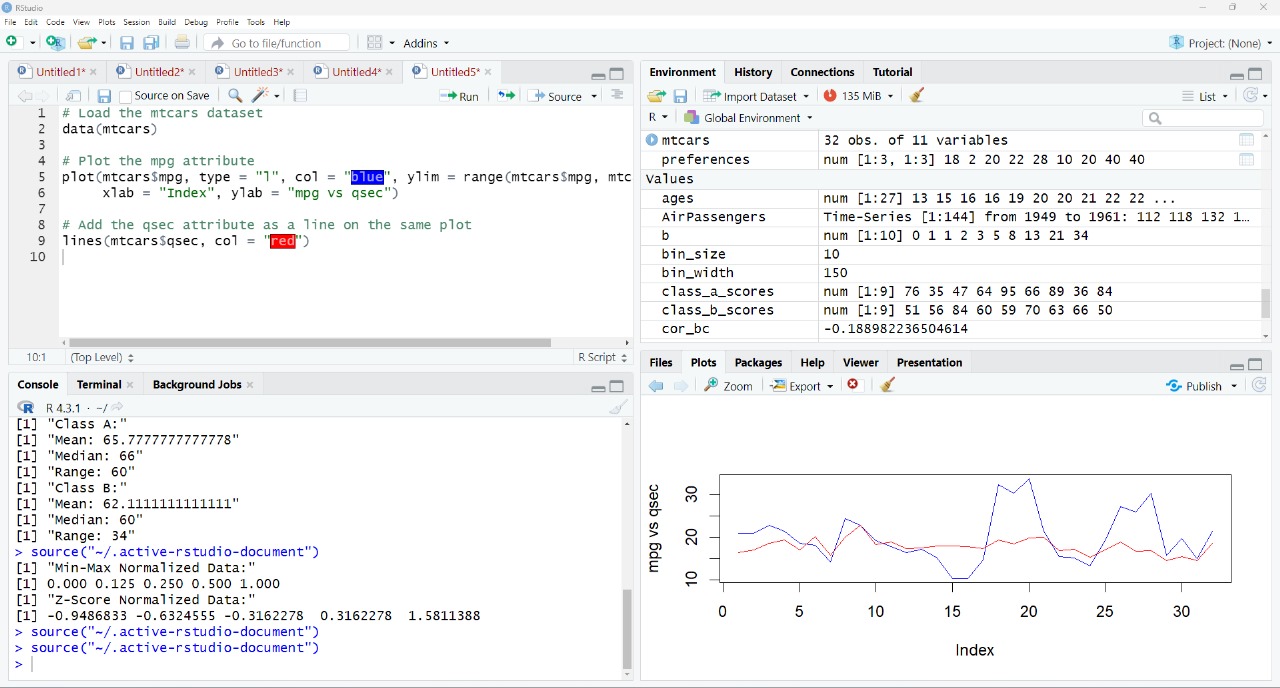 RStudio
File Edit Code View Plots Session Build Debug Profile Tools Help
Go to file/function Addins Project: (None)
Untitled1* Untitled2* Untitled3* Untitled4* Untitled5*
Source on Save Run Source
1 # Load the mtcars dataset
2 data(mtcars)
3
4 # Plot the mpg attribute
5 plot(mtcars$mpg, type = "l", col = "blue", ylim = range(mtcars$mpg, mtc
6 xlab = "Index", ylab = "mpg vs qsec")
7
8 # Add the qsec attribute as a line on the same plot
9 lines(mtcars$qsec, col = "red")
10
10:1 (Top Level) R Script
Console Terminal Background Jobs
R 4.3.1 · ~/
[1] "Class A:"
[1] "Mean: 65.7777777777778"
[1] "Median: 66"
[1] "Range: 60"
[1] "Class B:"
[1] "Mean: 62.1111111111111"
[1] "Median: 60"
[1] "Range: 34"
> source("~/.active-rstudio-document")
[1] "Min-Max Normalized Data:"
[1] 0.000 0.125 0.250 0.500 1.000
[1] "Z-Score Normalized Data:"
[1] -0.9486833 -0.6324555 -0.3162278 0.3162278 1.5811388
> source("~/.active-rstudio-document")
> source("~/.active-rstudio-document")
>
Environment History Connections Tutorial
Import Dataset 135 MiB List
R Global Environment
mtcars 32 obs. of 11 variables
preferences num [1:3, 1:3] 18 2 20 22 28 10 20 40 40
Values
ages num [1:27] 13 15 16 16 19 20 20 21 22 22 ...
AirPassengers Time-Series [1:144] from 1949 to 1961: 112 118 132 1…
b num [1:10] 0 1 1 2 3 5 8 13 21 34
bin_size 10
bin_width 150
class_a_scores num [1:9] 76 35 47 64 95 66 89 36 84
class_b_scores num [1:9] 51 56 84 60 59 70 63 66 50
cor_bc -0.188982236504614
Files Plots Packages Help Viewer Presentation
Zoom Export Publish
mpg vs qsec
30
20
10
0 5 10 15 20 25 30
Index